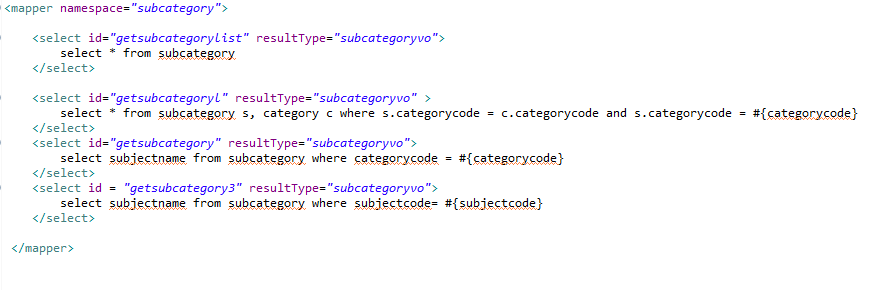 <mapper namespace="subcategory">
<select id="getsubcategorylist" resultType="subcategoryvo">
select * from subcategory
</select>
<select id="getsubcategoryl" resultType="subcategoryvo" >
select * from subcategory s, category c where s.categorycode = c.categorycode and s.categorycode = #{categorycode}
</select>
<select id="getsubcategory" resultType="subcategoryvo">
select subjectname from subcategory where categorycode = #{categorycode}
</select>
<select id = "getsubcategory3" resultType="subcategoryvo">
select subjectname from subcategory where subjectcode= #{subjectcode}
</select>
</mapper>